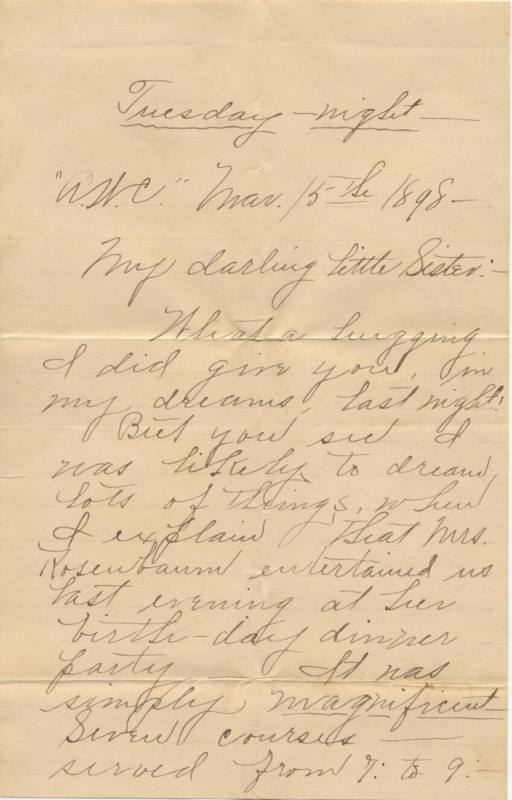 Tuesday - night -
"A.W.C." Mar. 15th 1898 -
My darling little Sister: -
What a hugging
I did give you, in
my dreams, last night!
But you see I
was likely to dream,
lots of things, when
I explain that Mrs.
Rosenbaum entertained us
last evening at her
birth-day dinner
party It was
simply magnificent
Seven courses -
served from 7: to 9: -